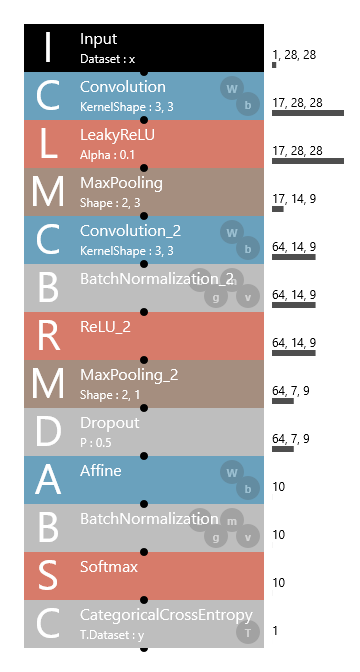 I Input 1, 28, 28
Dataset : x
C Convolution W 17, 28, 28
KernelShape : 3, 3 b
L LeakyReLU 17, 28, 28
Alpha : 0.1
M MaxPooling 17, 14, 9
Shape : 2, 3
C Convolution_2 W 64, 14, 9
KernelShape : 3, 3 b
B BatchNormalization_2 m 64, 14, 9
g v
R ReLU_2 64, 14, 9
M MaxPooling_2 64, 7, 9
Shape : 2, 1
D Dropout 64, 7, 9
P : 0.5
A Affine W 10
b
B BatchNormalization m 10
g v
S Softmax 10
C CategoricalCrossEntropy 1
T.Dataset : y T